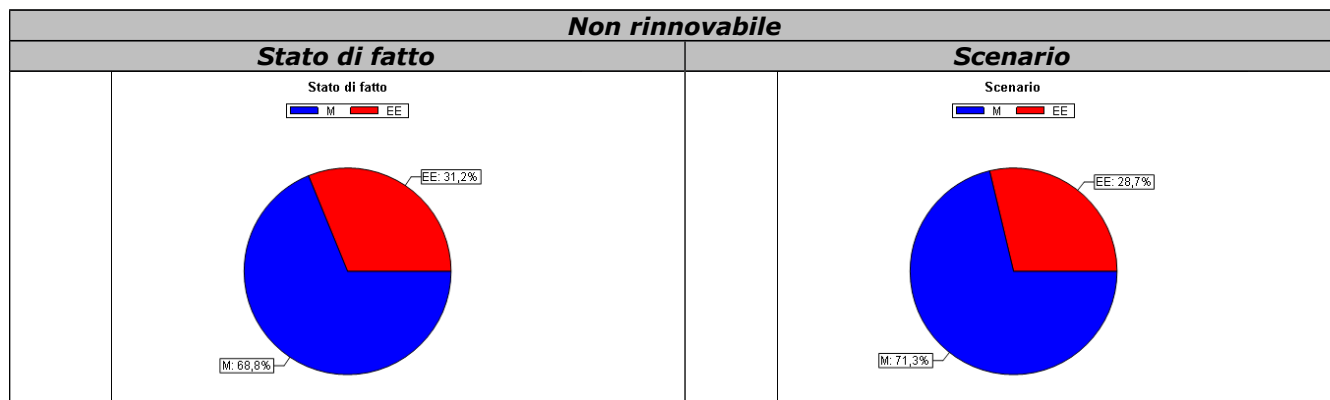 Non rinnovabile
Stato di fatto
Scenario
Stato di fatto
M EE
EE: 31,2%
M: 68,8%
Scenario
M EE
EE: 28,7%
M: 71,3%